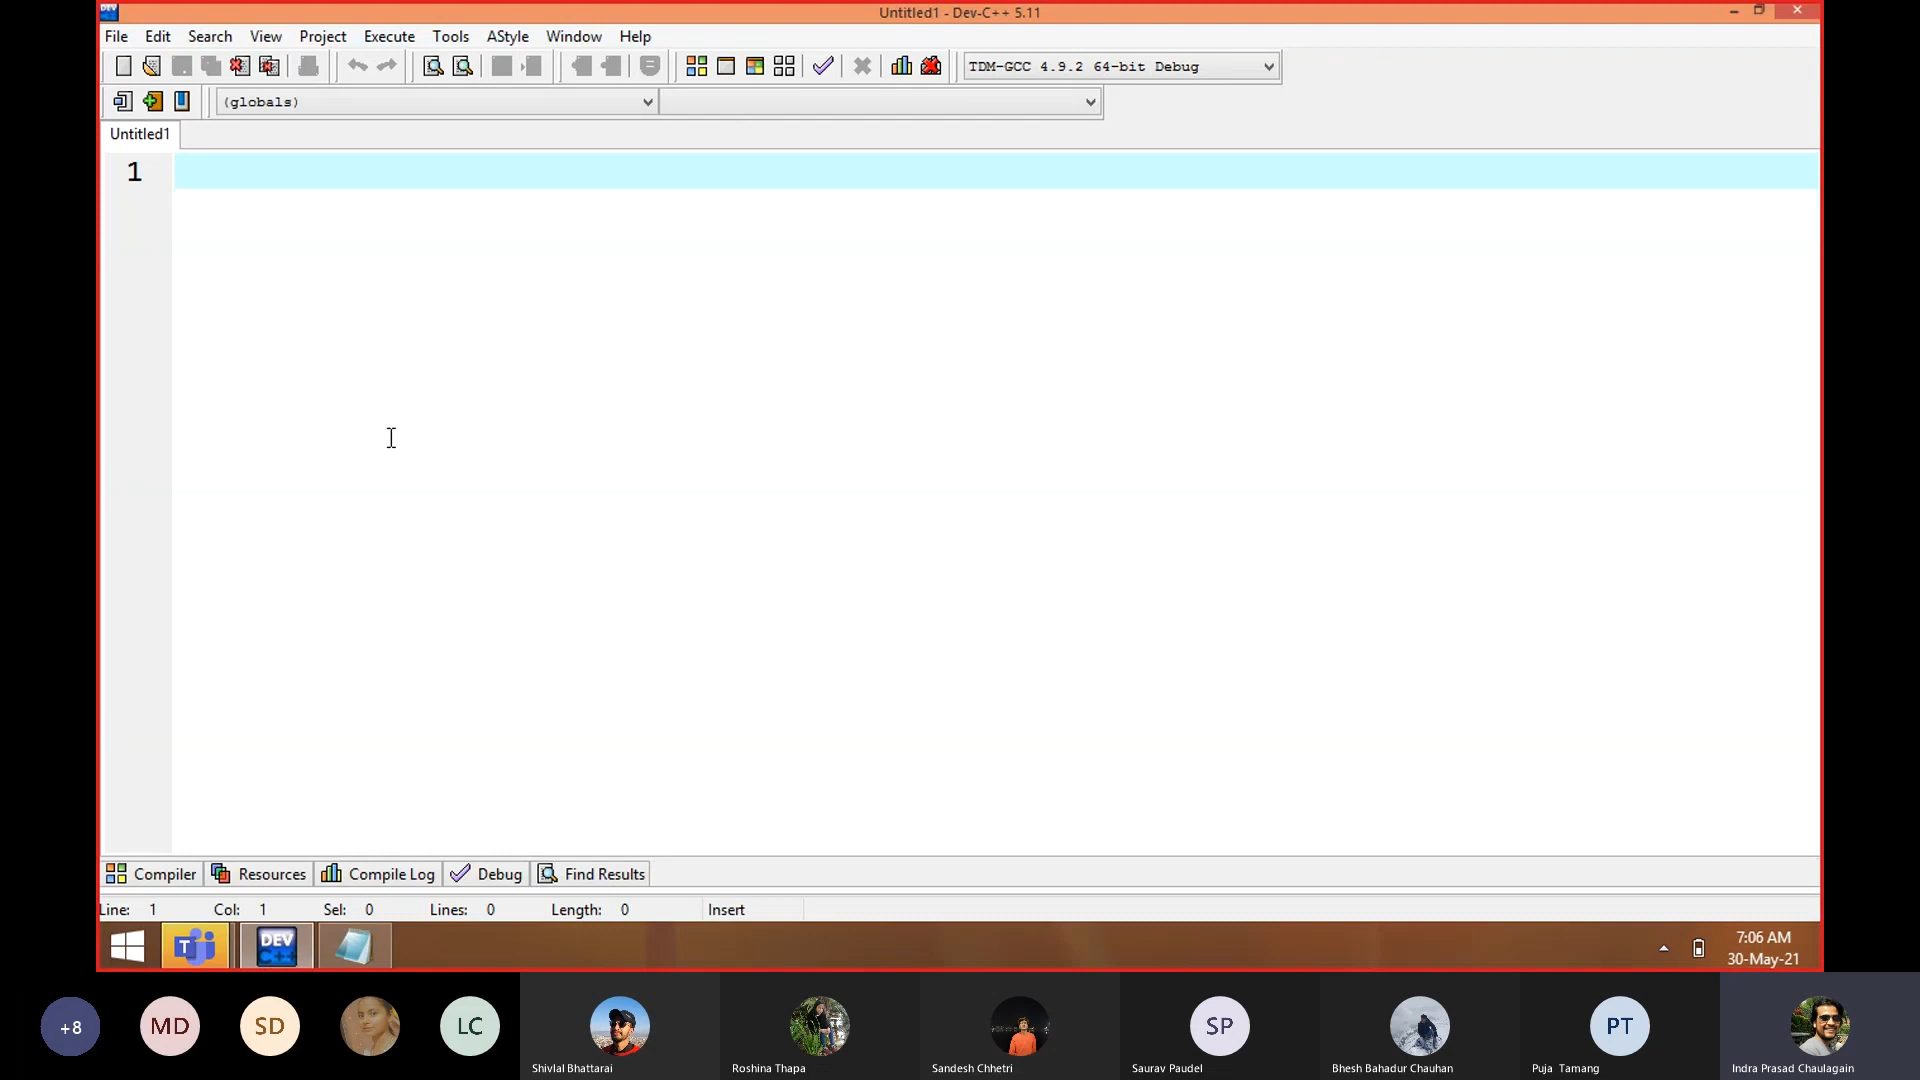 DEV
Untitled1 - Dev-C++ 5.11
File Edit Search View Project Execute Tools AStyle Window Help
TDM-GCC 4.9.2 64-bit Debug
(globals)
Untitled1
1
Compiler Resources Compile Log Debug Find Results
Line: 1 Col: 1 Sel: 0 Lines: 0 Length: 0 Insert
T DEV C++ 7:06 AM
30-May-21
+8 MD SD LC SP PT
Shivlal Bhattarai Roshina Thapa Sandesh Chhetri Saurav Paudel Bhesh Bahadur Chauhan Puja Tamang Indra Prasad Chaulagain